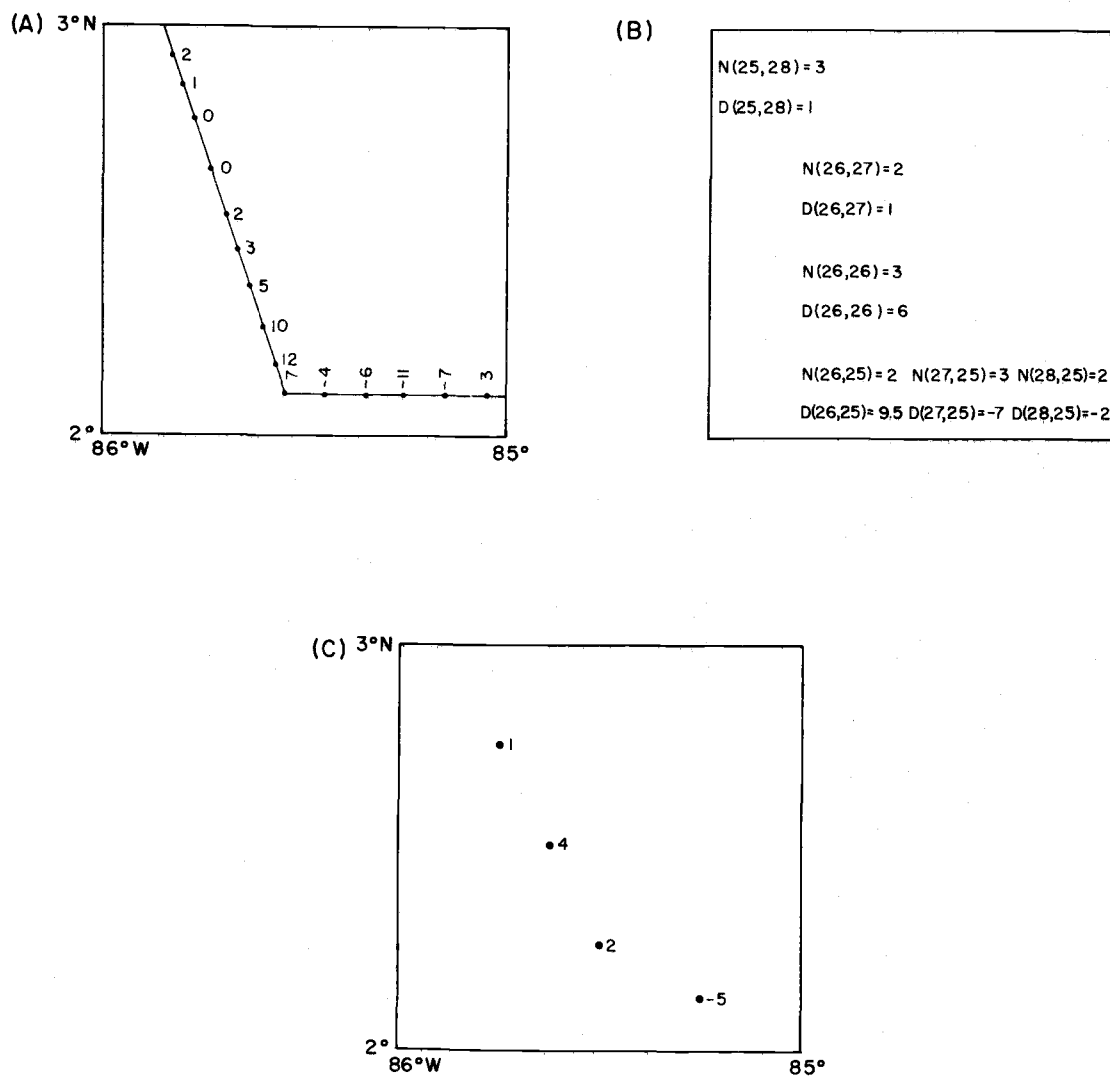 (A)
3°N
2
1
0
0
2
3
5
10
12
7 -4 -6 -11 -7 3
2°
86°W 85°
(B)
N(25,28)=3
D(25,28)=1
N(26,27)=2
D(26,27)=1
N(26,26)=3
D(26,26)=6
N(26,25)=2 N(27,25)=3 N(28,25)=2
D(26,25)=9.5 D(27,25)=-7 D(28,25)=-2
(C)
3°N
1
4
2
-5
2°
86°W 85°